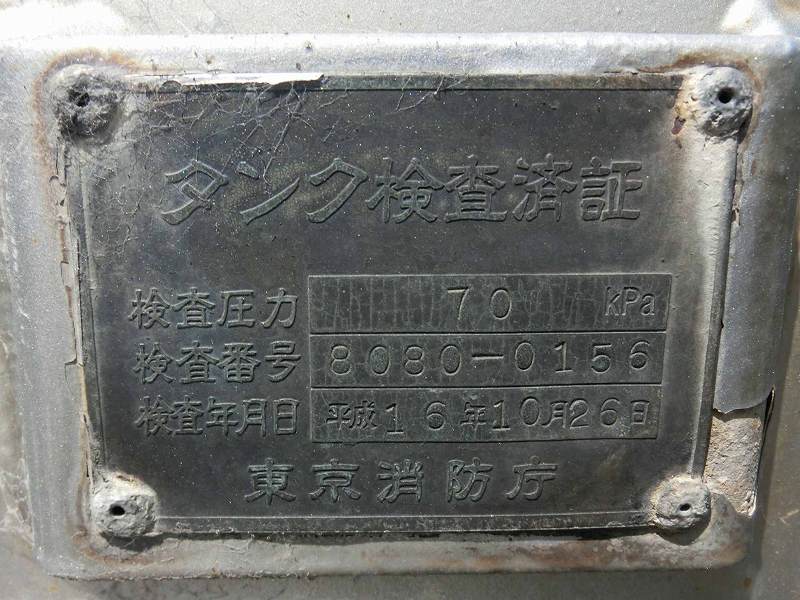 タンク検査済証
検査圧力 70 kPa
検査番号 8080-0156
検査年月日 平成16年10月26日
東京消防庁